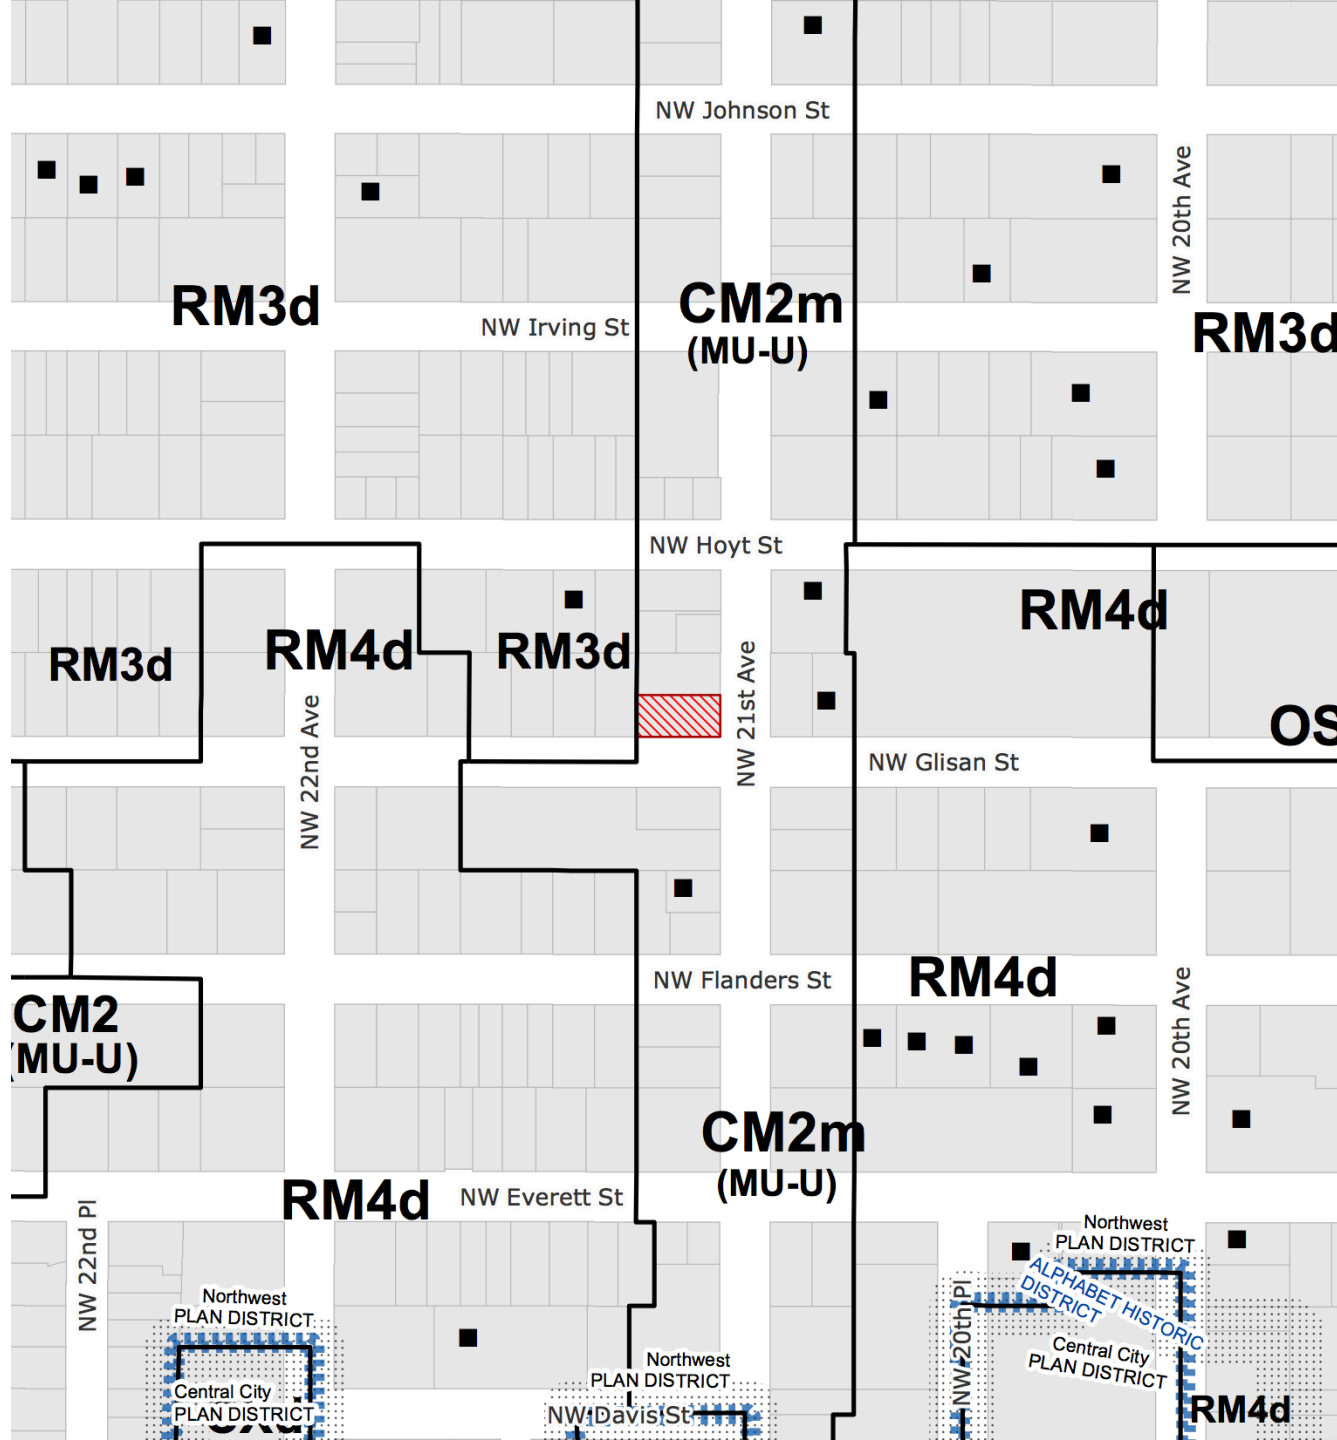 NW Johnson St
NW 20th Ave
RM3d
CM2m
(MU-U)
NW Irving St
RM3d
NW Hoyt St
RM4d
RM3d
RM4d
RM3d
NW 21st Ave
OS
NW 22nd Ave
NW Glisan St
NW Flanders St
RM4d
NW 20th Ave
CM2
(MU-U)
CM2m
(MU-U)
RM4d
NW Everett St
NW 22nd Pl
Northwest
PLAN DISTRICT
ALPHABET HISTORIC
DISTRICT
NW 20th Pl
Central City
PLAN DISTRICT
Northwest
PLAN DISTRICT
Northwest
PLAN DISTRICT
Central City
PLAN DISTRICT
NW Davis St
RM4d